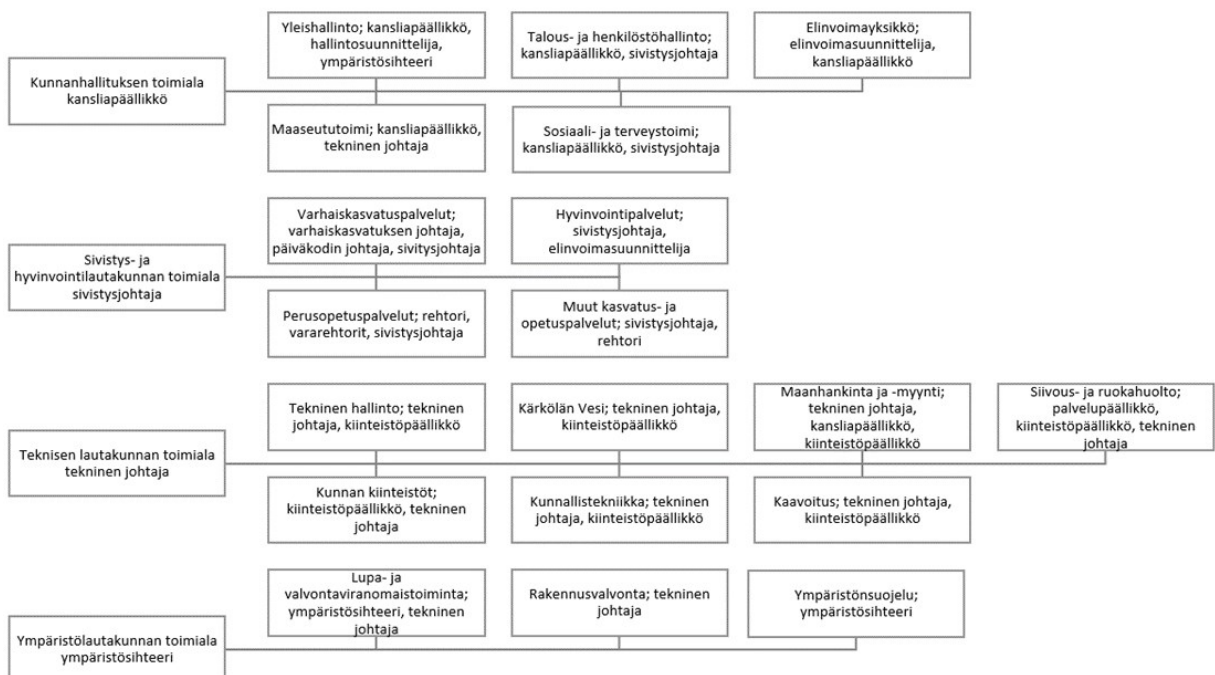 Yleishallinto; kansliapäällikkö,
hallintosuunnittelija,
ympäristösihteeri
Talous- ja henkilöstöhallinto;
kansliapäällikkö, sivistysjohtaja
Elinvoimayksikkö;
elinvoimasuunnittelija,
kansliapäällikkö
Kunnanhallituksen toimiala
kansliapäällikkö
Maaseututoimi; kansliapäällikkö,
tekninen johtaja
Sosiaali- ja terveystoimi;
kansliapäällikkö, sivistysjohtaja
Varhaiskasvatuspalvelut;
varhaiskasvatuksen johtaja,
päiväkodin johtaja, sivitysjohtaja
Hyvinvointipalvelut;
sivistysjohtaja,
elinvoimasuunnittelija
Sivistys- ja
hyvinvointilautakunnan toimiala
sivistysjohtaja
Perusopetuspalvelut; rehtori,
vararehtorit, sivistysjohtaja
Muut kasvatus- ja
opetuspalvelut; sivistysjohtaja,
rehtori
Tekninen hallinto; tekninen
johtaja, kiinteistöpäällikkö
Kärkölän Vesi; tekninen johtaja,
kiinteistöpäällikkö
Maanhankinta ja -myynti;
tekninen johtaja,
kansliapäällikkö,
kiinteistöpäällikkö
Siivous- ja ruokahuolto;
palvelupäällikkö,
kiinteistöpäällikkö, tekninen
johtaja
Teknisen lautakunnan toimiala
tekninen johtaja
Kunnan kiinteistöt;
kiinteistöpäällikkö, tekninen
johtaja
Kunnallistekniikka; tekninen
johtaja, kiinteistöpäällikkö
Kaavoitus; tekninen johtaja,
kiinteistöpäällikkö
Lupa- ja
valvontaviranomaistoiminta;
ympäristösihteeri, tekninen
johtaja
Rakennusvalvonta; tekninen
johtaja
Ympäristönsuojelu;
ympäristösihteeri
Ympäristölautakunnan toimiala
ympäristösihteeri